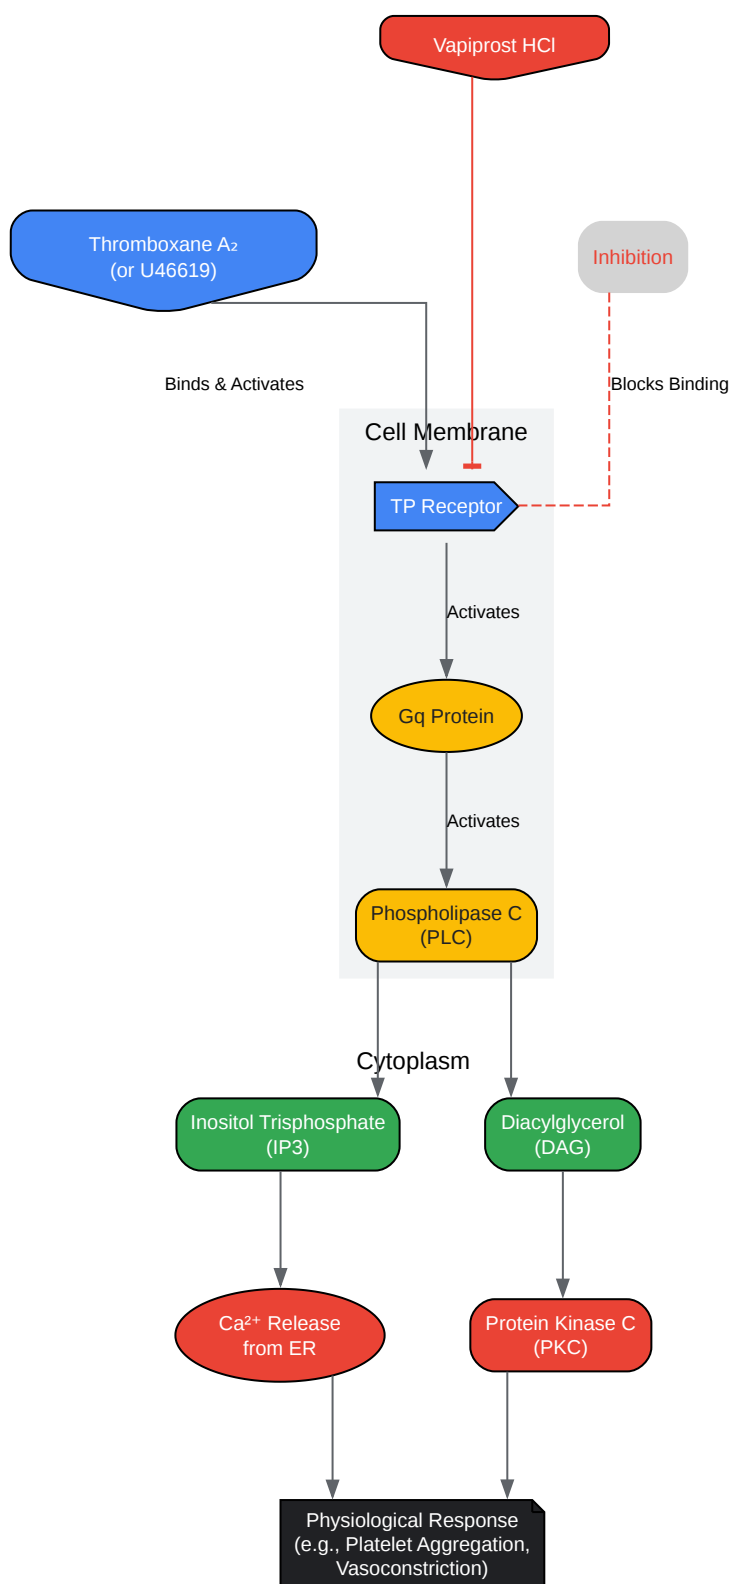 Vapiprost HCl
Thromboxane A₂
(or U46619)
Inhibition
Binds & Activates
Blocks Binding
Cell Membrane
TP Receptor
Activates
Gq Protein
Activates
Phospholipase C
(PLC)
Cytoplasm
Inositol Trisphosphate
(IP3)
Diacylglycerol
(DAG)
Ca²⁺ Release
from ER
Protein Kinase C
(PKC)
Physiological Response
(e.g., Platelet Aggregation,
Vasoconstriction)